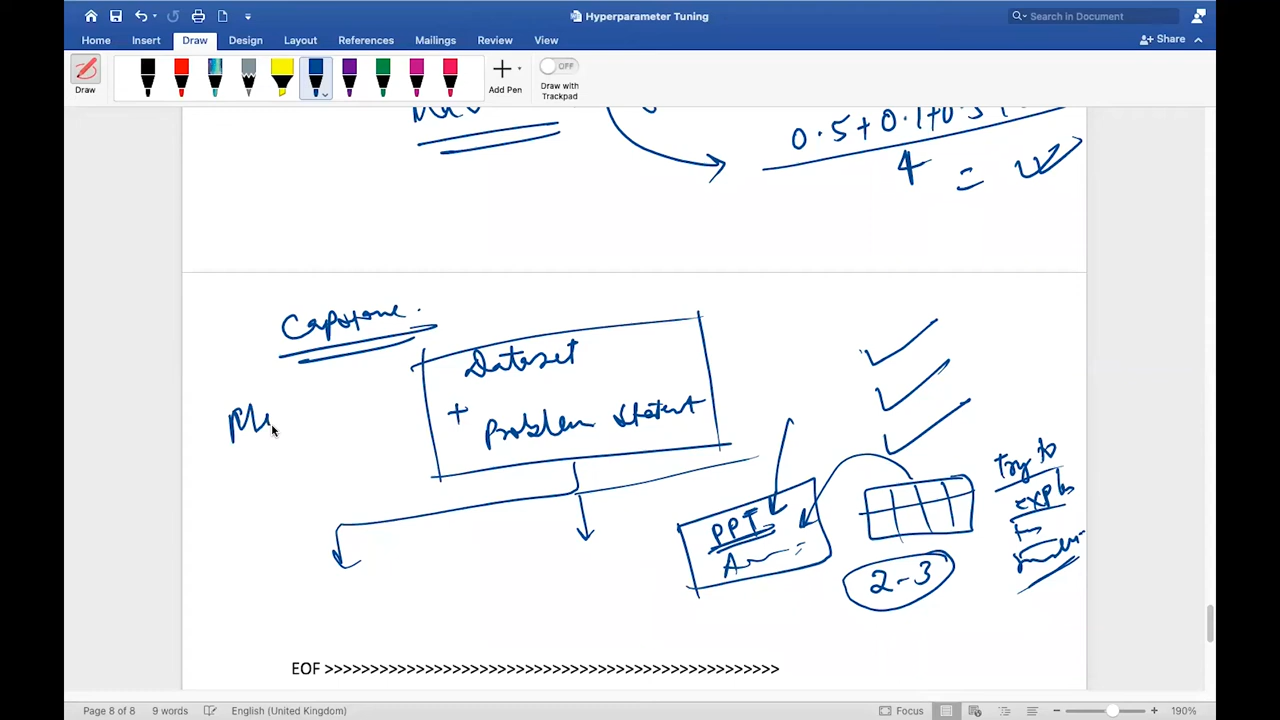 Hyperparameter Tuning
Search in Document
Home Insert Draw Design Layout References Mailings Review View
Share
OFF
Draw
Add Pen
Draw with
Trackpad
0.5+0.1+0.3
4 =
Capstone.
Dataset
+ Problem
try to
PPT
2-3
EOF >>>>>>>>>>>>>>>>>>>>>>>>>>>>>>>>>>>>>>>>>>>>>>>>>>
Page 8 of 8 9 words English (United Kingdom) Focus 190%